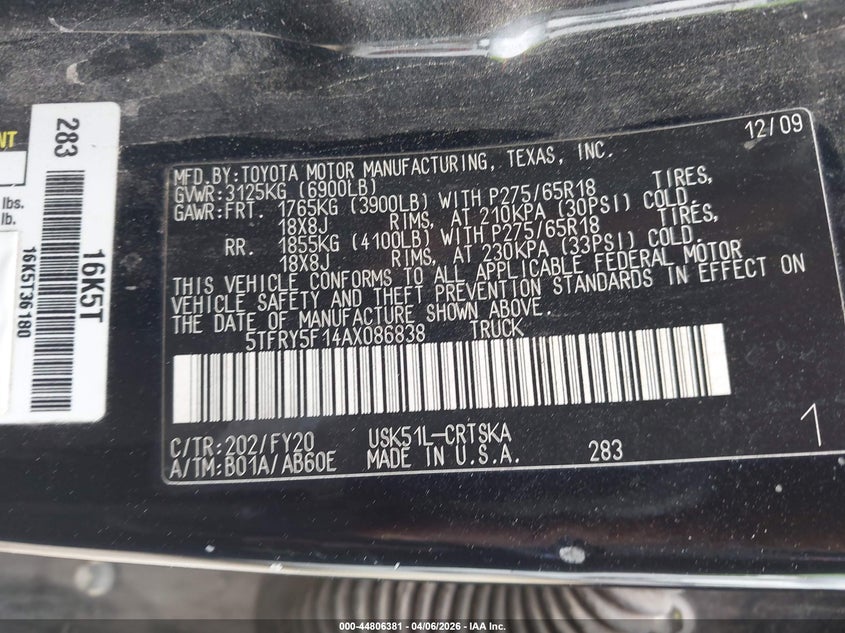 NT
lbs.
lb.
283
16K5T
16K5T36180
12/09
MFD.BY:TOYOTA MOTOR MANUFACTURING, TEXAS, INC.
GVWR:3125KG (6900LB)
GAWR:FRT. 1765KG (3900LB) WITH P275/65R18 TIRES,
18X8J RIMS, AT 210KPA (30PSI) COLD,
RR. 1855KG (4100LB) WITH P275/65R18 TIRES,
18X8J RIMS, AT 230KPA (33PSI) COLD,
THIS VEHICLE CONFORMS TO ALL APPLICABLE FEDERAL MOTOR
VEHICLE SAFETY AND THEFT PREVENTION STANDARDS IN EFFECT ON
THE DATE OF MANUFACTURE SHOWN ABOVE.
5TFRY5F14AX086838 TRUCK
C/TR:202/FY20 USK51L-CRTSKA
A/TM:B01A/AB60E MADE IN U.S.A. 283
1
000-44806381 | 04/06/2026 | IAA Inc.